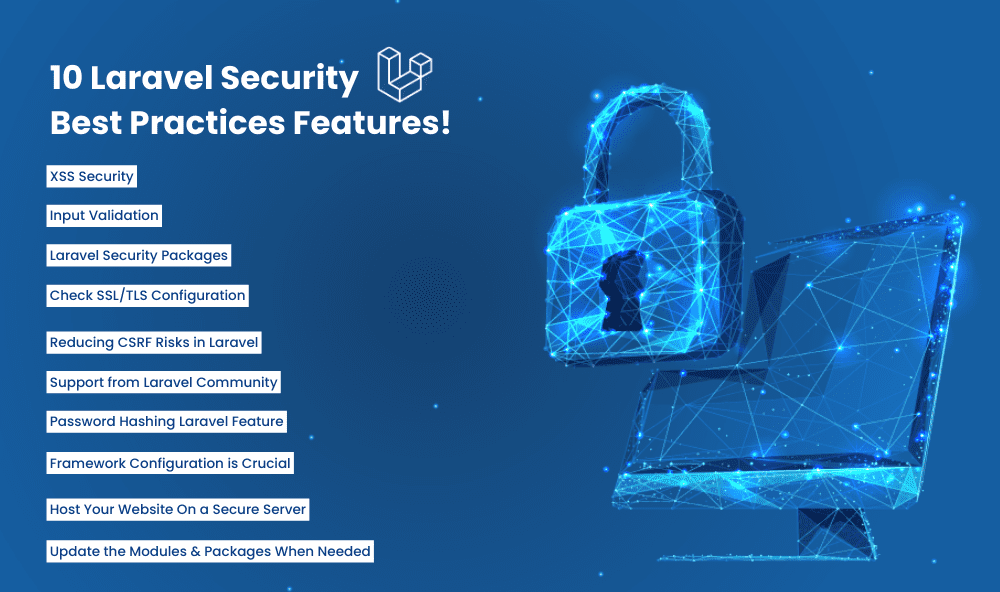 10 Laravel Security
Best Practices Features!
XSS Security
Input Validation
Laravel Security Packages
Check SSL/TLS Configuration
Reducing CSRF Risks in Laravel
Support from Laravel Community
Password Hashing Laravel Feature
Framework Configuration is Crucial
Host Your Website On a Secure Server
Update the Modules & Packages When Needed